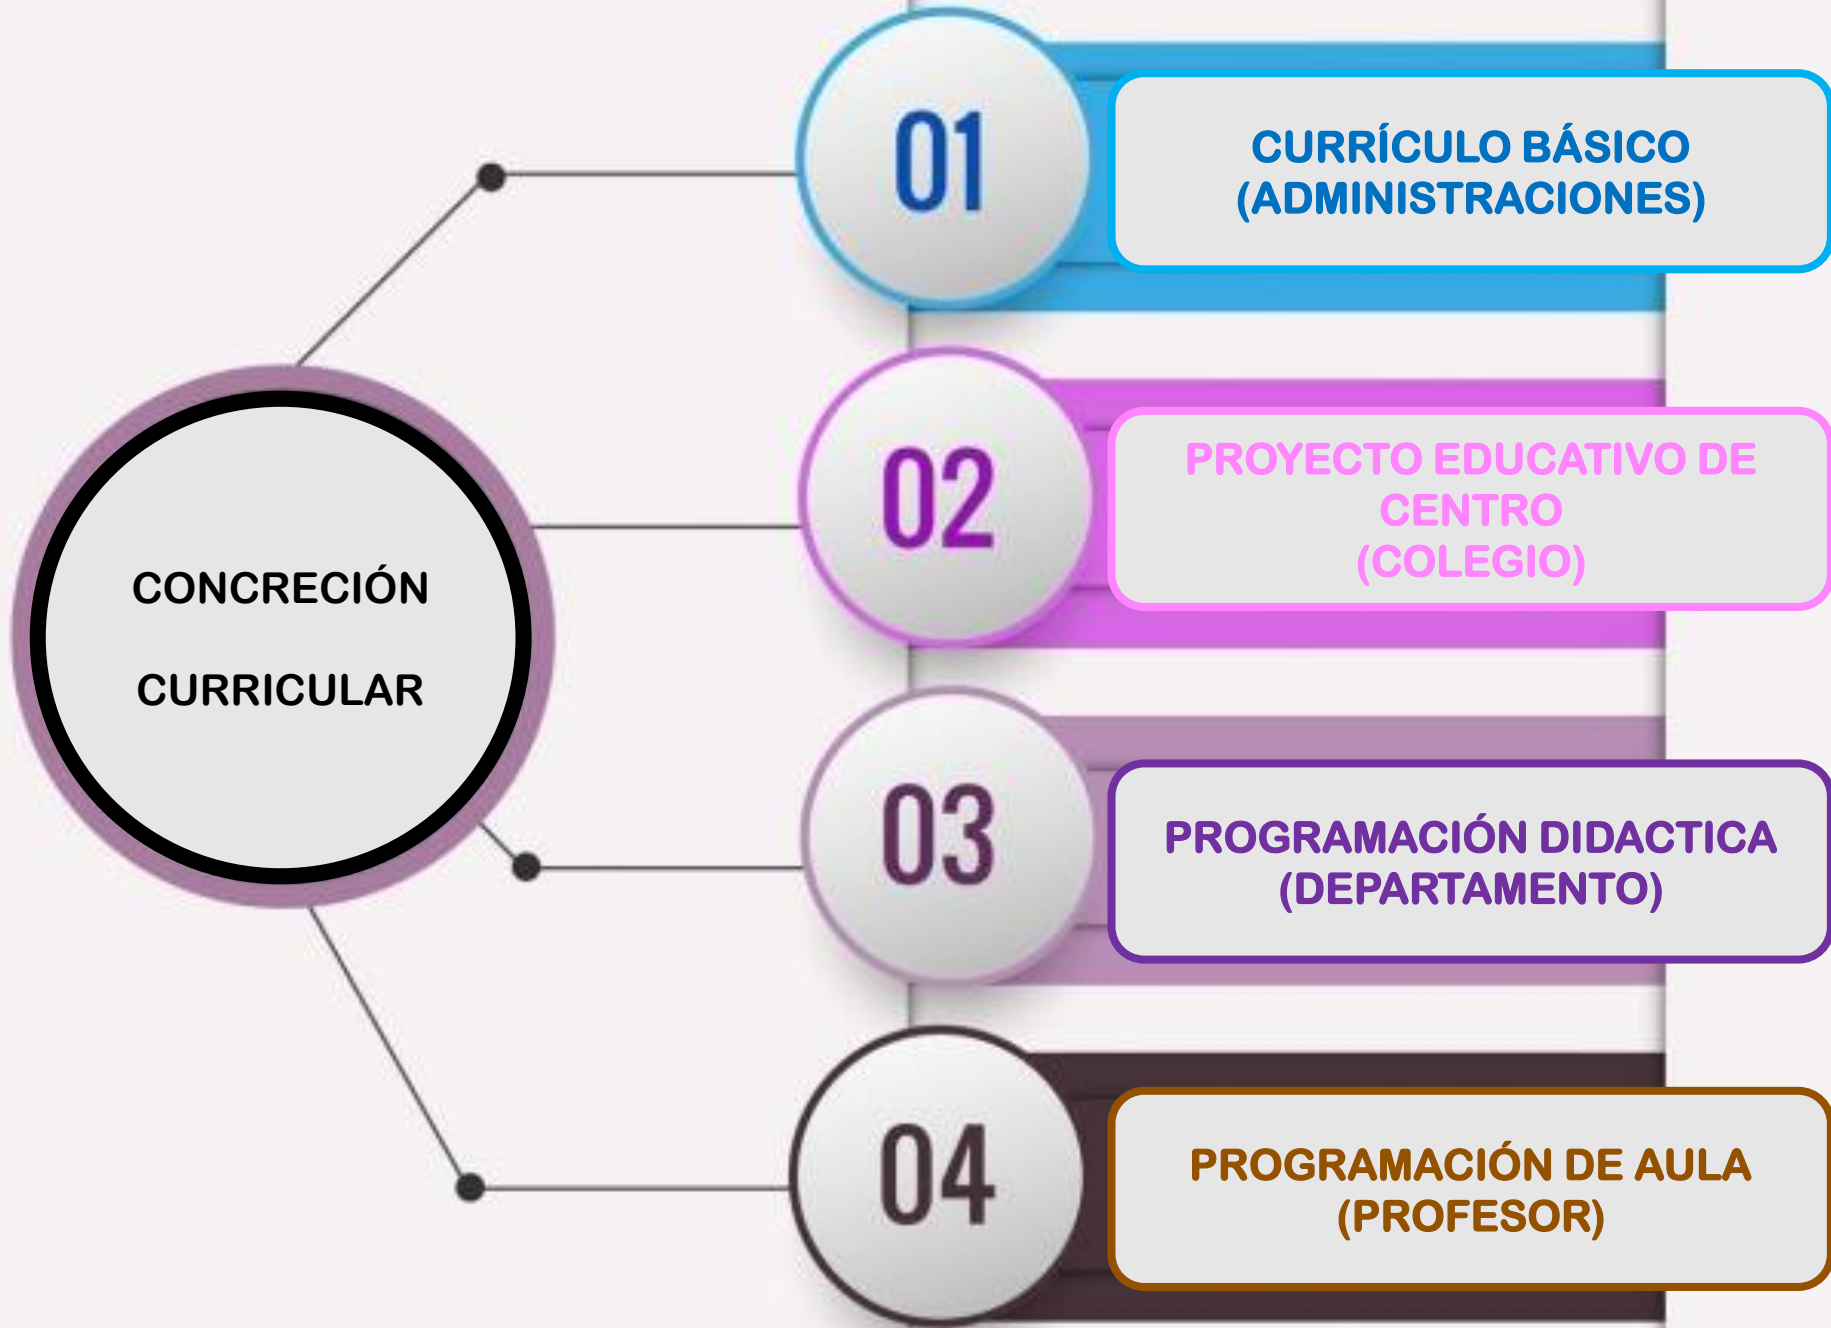 CONCRECIÓN
CURRICULAR
01
CURRÍCULO BÁSICO
(ADMINISTRACIONES)
02
PROYECTO EDUCATIVO DE
CENTRO
(COLEGIO)
03
PROGRAMACIÓN DIDACTICA
(DEPARTAMENTO)
04
PROGRAMACIÓN DE AULA
(PROFESOR)